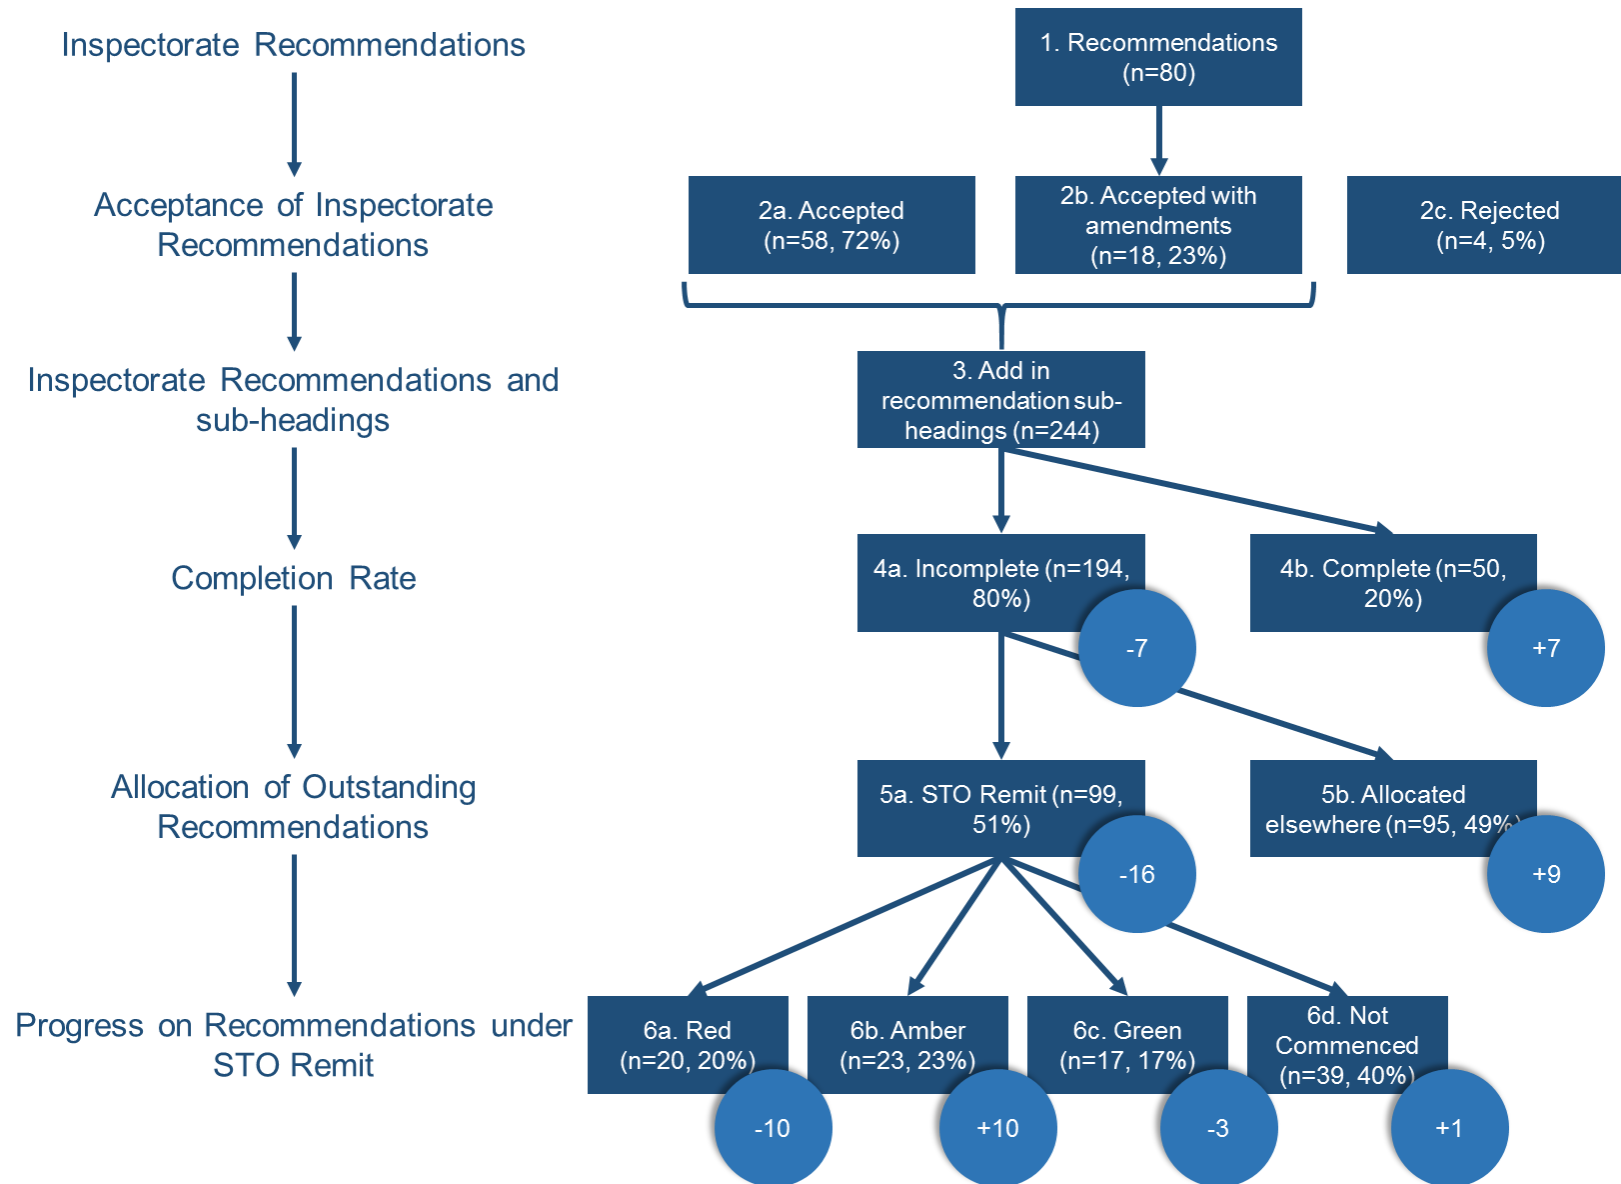 Inspectorate Recommendations
1. Recommendations
(n=80)
Acceptance of Inspectorate
Recommendations
2a. Accepted
(n=58, 72%)
2b. Accepted with
amendments
(n=18, 23%)
2c. Rejected
(n=4, 5%)
Inspectorate Recommendations and
sub-headings
3. Add in
recommendation sub-
headings (n=244)
Completion Rate
4a. Incomplete (n=194,
80%)
-7
4b. Complete (n=50,
20%)
+7
Allocation of Outstanding
Recommendations
5a. STO Remit (n=99,
51%)
-16
5b. Allocated
elsewhere (n=95, 49%)
+9
Progress on Recommendations under
STO Remit
6a. Red
(n=20, 20%)
-10
6b. Amber
(n=23, 23%)
+10
6c. Green
(n=17, 17%)
-3
6d. Not
Commenced
(n=39, 40%)
+1